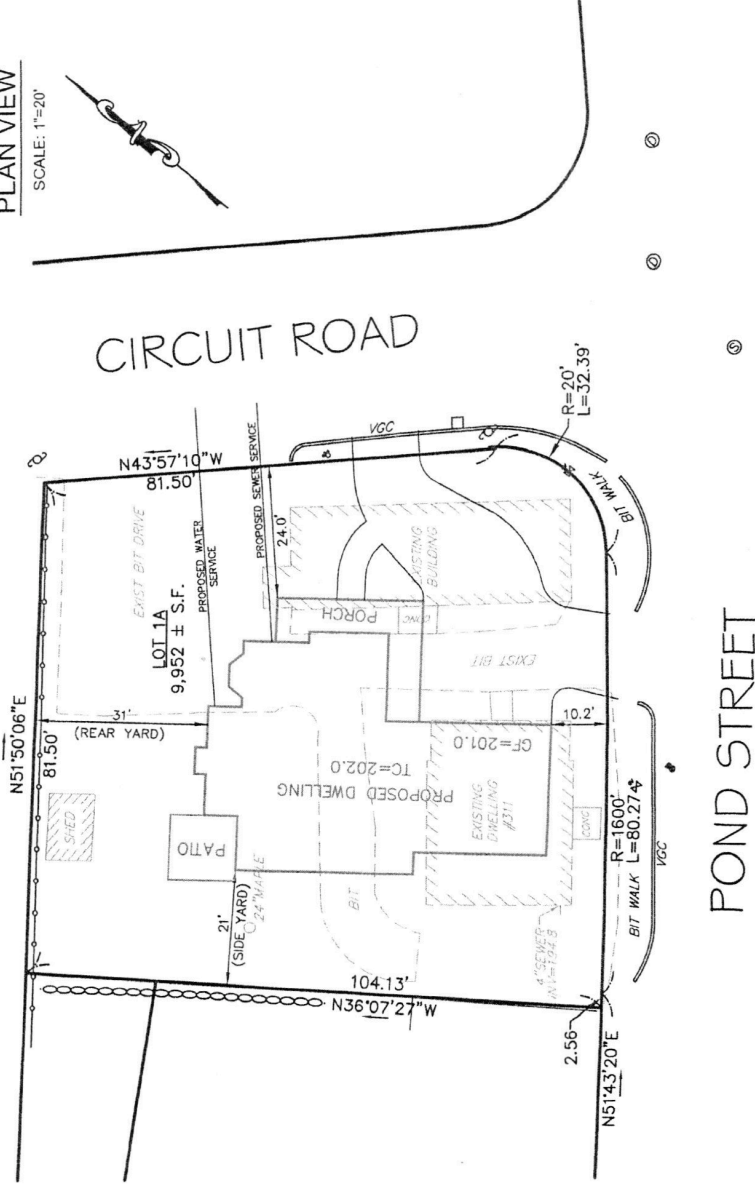 PLAN VIEW
SCALE: 1"=20'
CIRCUIT ROAD
N43°57'10"W
81.50'
PROPOSED WATER
SERVICE
PROPOSED SEWER SERVICE
24.0'
VGC
R=20'
L=32.39'
BIT WALK
N51°50'06"E
81.50'
EXIST BIT DRIVE
LOT 1A
9,952 ± S.F.
31'
(REAR YARD)
SHED
EXISTING
BUILDING
PORCH
CONC
EXIST BIT
PATIO
PROPOSED DWELLING
TC=202.0
GF=201.0
10.2'
EXISTING
DWELLING
#311
CONC
21'
(SIDE YARD)
24"MAPLE
BIT
4"SEWER
INV=194.8
104.13'
N36°07'27"W
2.56
N51°43'20"E
R=1600'
L=80.27'
BIT WALK
VGC
POND STREET
S
D
D